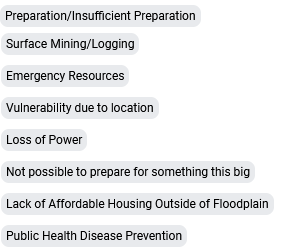 Preparation/Insufficient Preparation
Surface Mining/Logging
Emergency Resources
Vulnerability due to location
Loss of Power
Not possible to prepare for something this big
Lack of Affordable Housing Outside of Floodplain
Public Health Disease Prevention